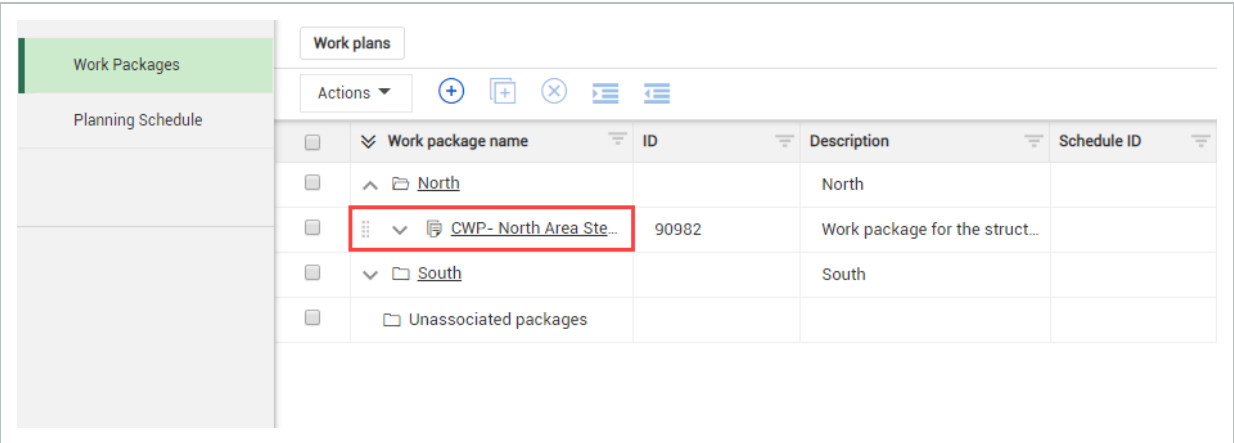 Work plans
Work Packages
Actions
Planning Schedule
Work package name ID Description Schedule ID
North North
CWP- North Area Ste... 90982 Work package for the struct...
South South
Unassociated packages